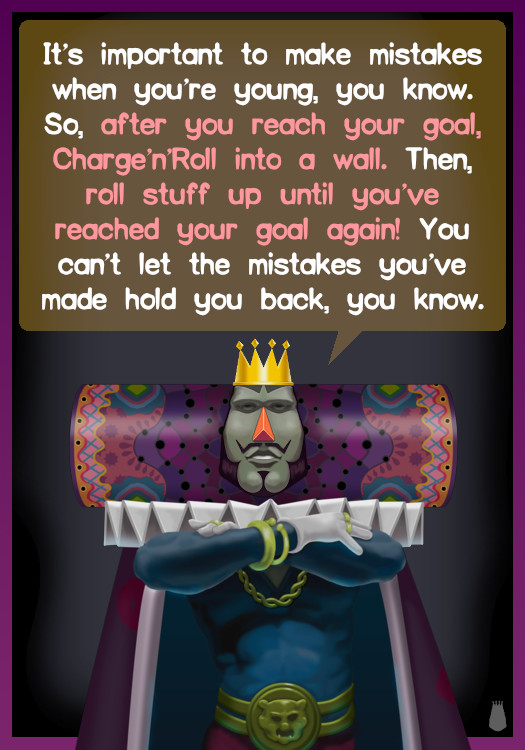 It's important to make mistakes
when you're young, you know.
So, after you reach your goal,
Charge'n'Roll into a wall. Then,
roll stuff up until you've
reached your goal again! You
can't let the mistakes you've
made hold you back, you know.